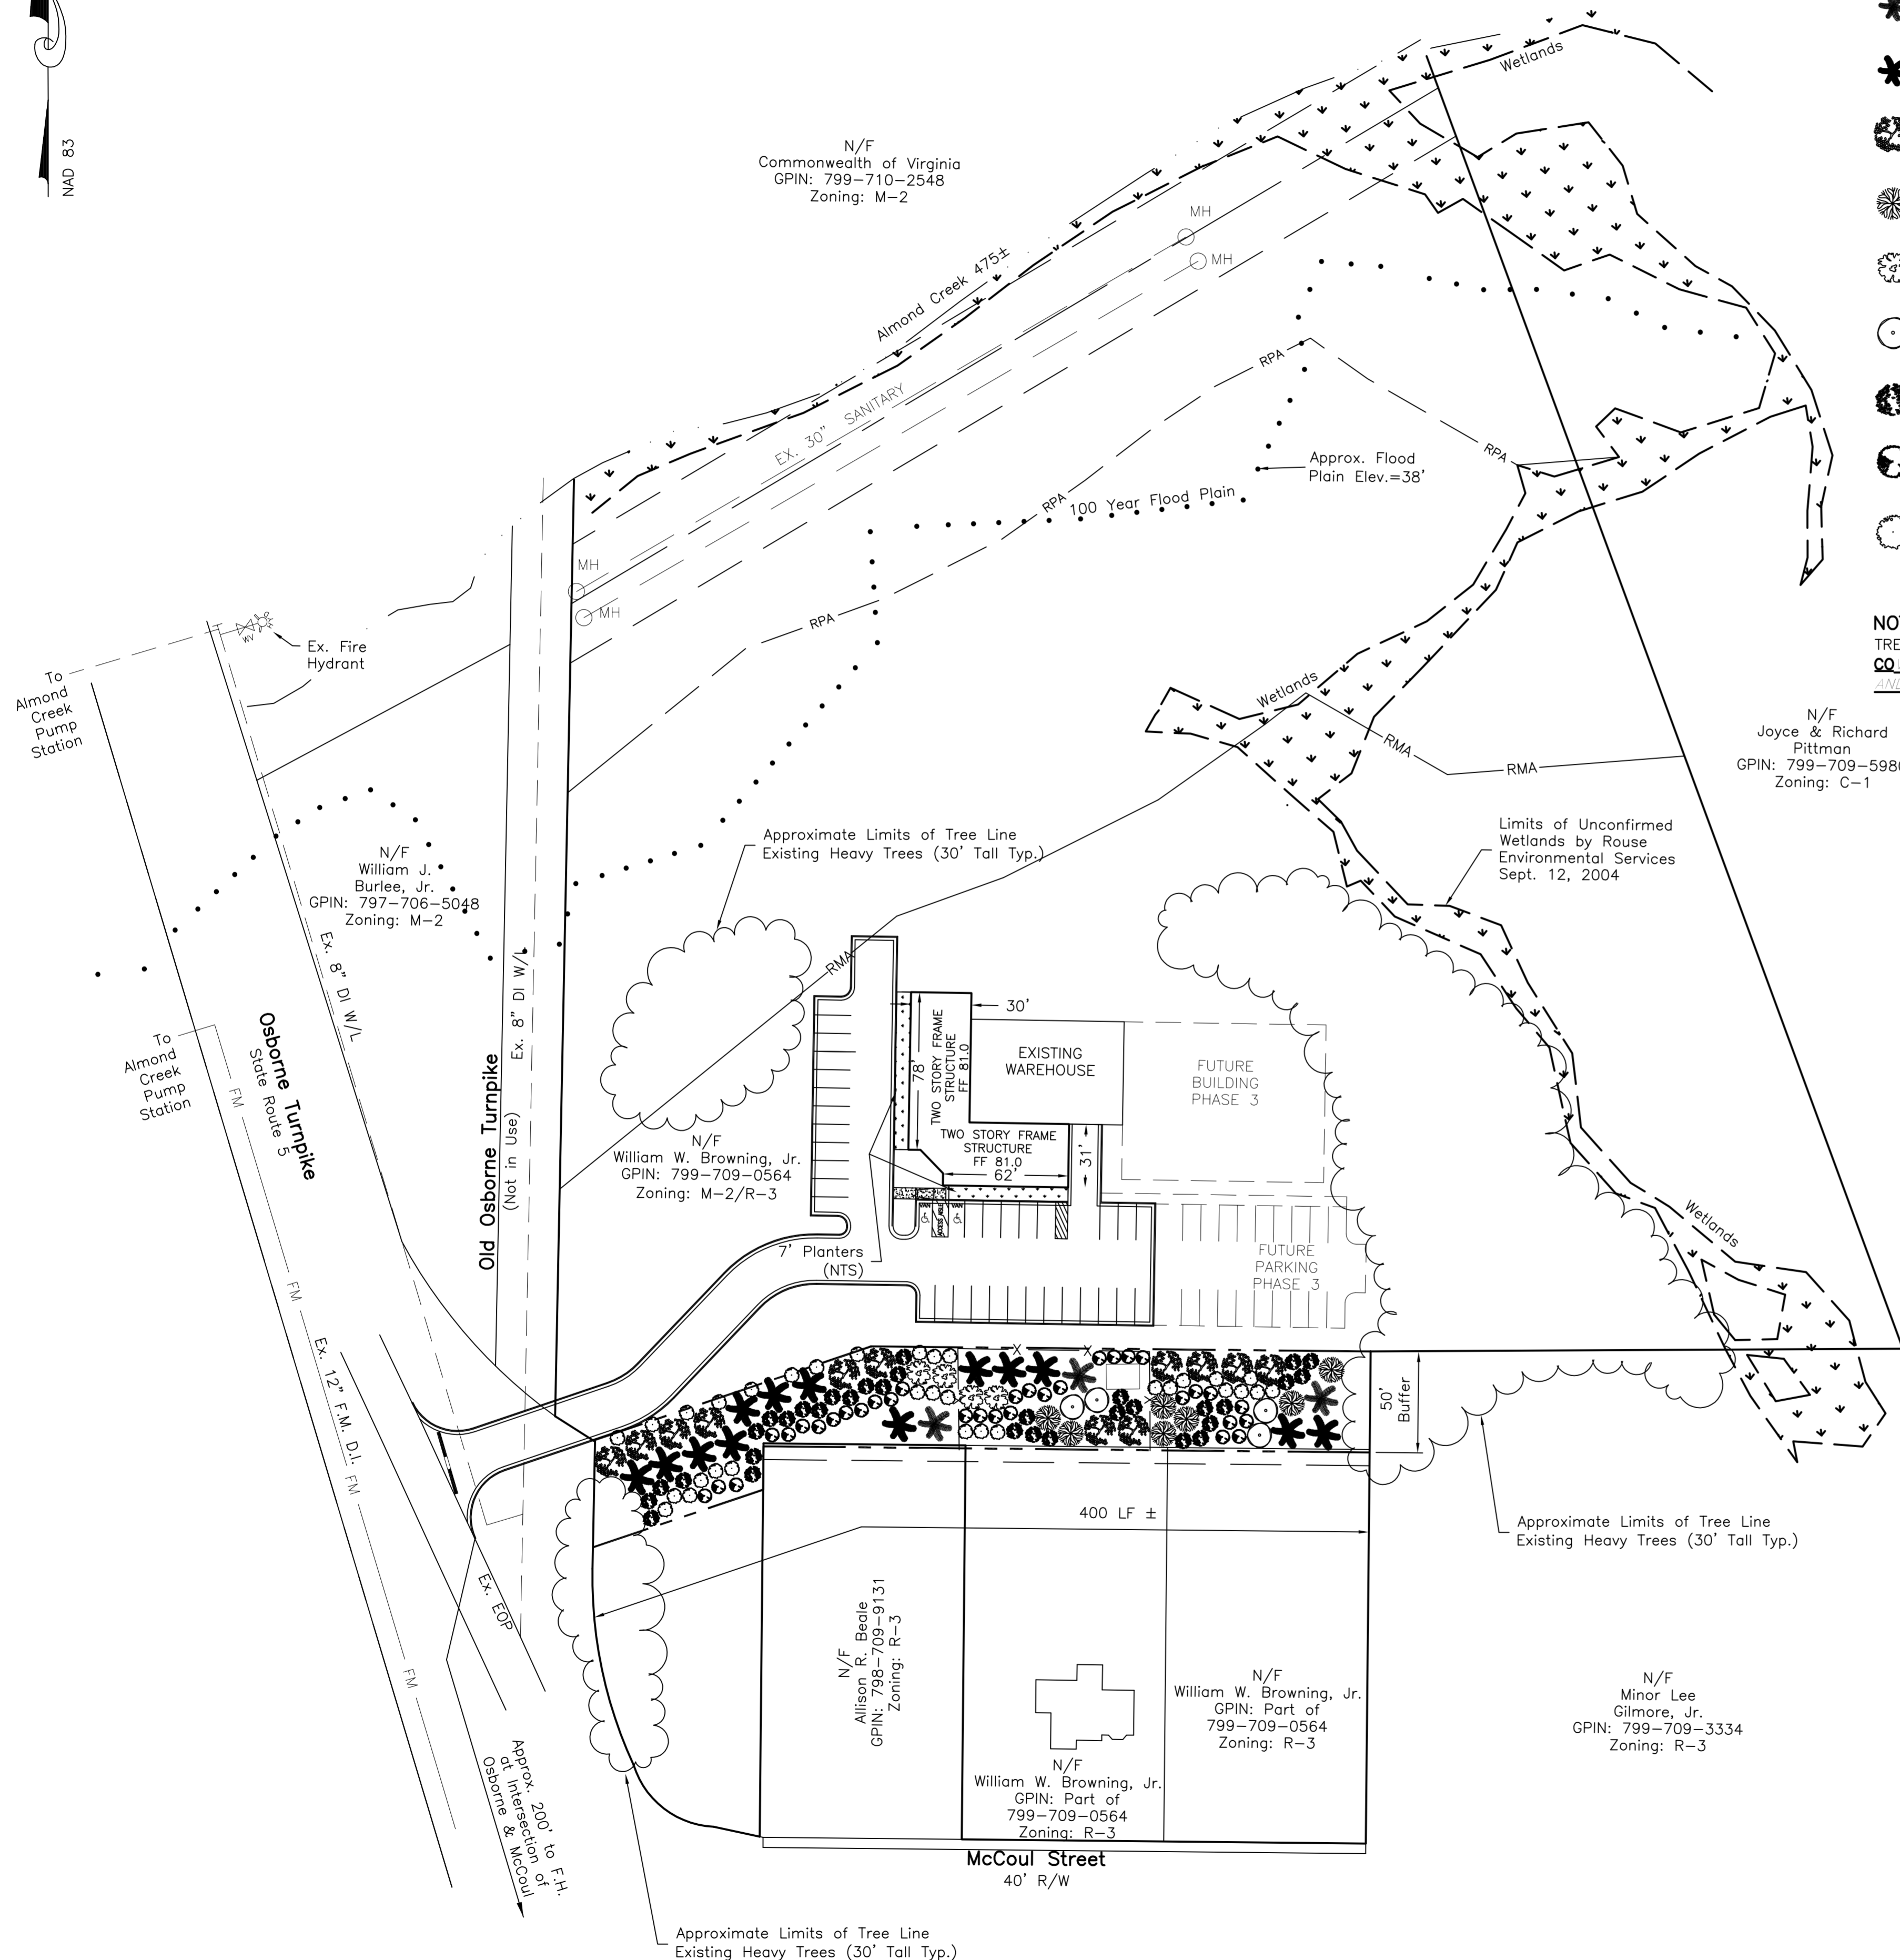 NAD 83
Wetlands
N/F
Commonwealth of Virginia
GPIN: 799-710-2548
Zoning: M-2
Almond Creek 475±
MH
MH
EX. 30" SANITARY
RPA
RPA
RPA
RPA
Approx. Flood
Plain Elev.=38'
100 Year Flood Plain
MH
MH
WV
Ex. Fire
Hydrant
To
Almond
Creek
Pump
Station
NO
TRE
CO
AND
N/F
Joyce & Richard
Pittman
GPIN: 799-709-598
Zoning: C-1
Wetlands
RMA
RMA
Limits of Unconfirmed
Wetlands by Rouse
Environmental Services
Sept. 12, 2004
Approximate Limits of Tree Line
Existing Heavy Trees (30' Tall Typ.)
N/F
William J.
Burlee, Jr.
GPIN: 797-706-5048
Zoning: M-2
Ex. 8" DI W/L
Ex. 8" DI W/L
Old Osborne Turnpike
(Not in Use)
Osborne Turnpike
State Route 5
To
Almond
Creek
Pump
Station
FM
FM
Ex. 12" F.M. D.I.
FM
FM
RMA
30'
78'
TWO STORY FRAME
STRUCTURE
FF 81.0
EXISTING
WAREHOUSE
FUTURE
BUILDING
PHASE 3
TWO STORY FRAME
STRUCTURE
FF 81.0
62'
31'
N/F
William W. Browning, Jr.
GPIN: 799-709-0564
Zoning: M-2/R-3
VAN
VAN
7' Planters
(NTS)
FUTURE
PARKING
PHASE 3
Wetlands
X
X
50'
Buffer
400 LF ±
Approximate Limits of Tree Line
Existing Heavy Trees (30' Tall Typ.)
Ex. EOP
N/F
Allison R. Beale
GPIN: 798-709-9131
Zoning: R-3
N/F
William W. Browning, Jr.
GPIN: Part of
799-709-0564
Zoning: R-3
N/F
William W. Browning, Jr.
GPIN: Part of
799-709-0564
Zoning: R-3
N/F
Minor Lee
Gilmore, Jr.
GPIN: 799-709-3334
Zoning: R-3
Approx. 200' to F.H.
at Intersection of
Osborne & McCoul
McCoul Street
40' R/W
Approximate Limits of Tree Line
Existing Heavy Trees (30' Tall Typ.)